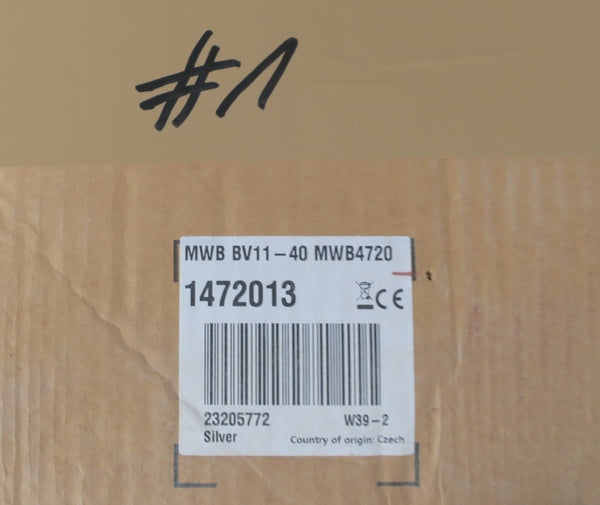 #1
MWB BV11-40 MWB4720
1472013
CE
23205772 W39-2
Silver Country of origin: Czech